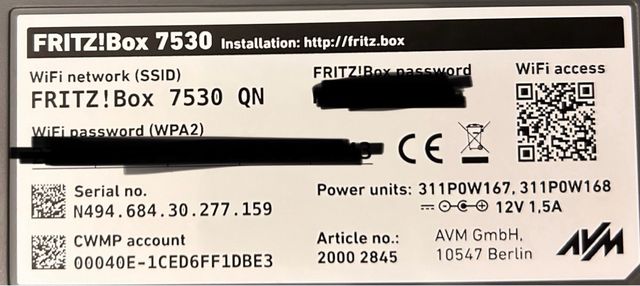 FRITZ!Box 7530 Installation: http://fritz.box
WiFi network (SSID)
FRITZ!Box 7530 QN
FRITZ!Box password
WiFi access
WiFi password (WPA2)
CE
Serial no.
N494.684.30.277.159
Power units: 311P0W167, 311P0W168
12V 1,5A
CWMP account
00040E-1CED6FF1DBE3
Article no.:
2000 2845
AVM GmbH,
10547 Berlin
AVM